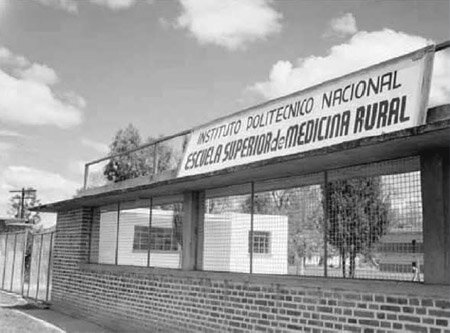 INSTITUTO POLITECNICO NACIONAL
ESCUELA SUPERIOR de MEDICINA RURAL